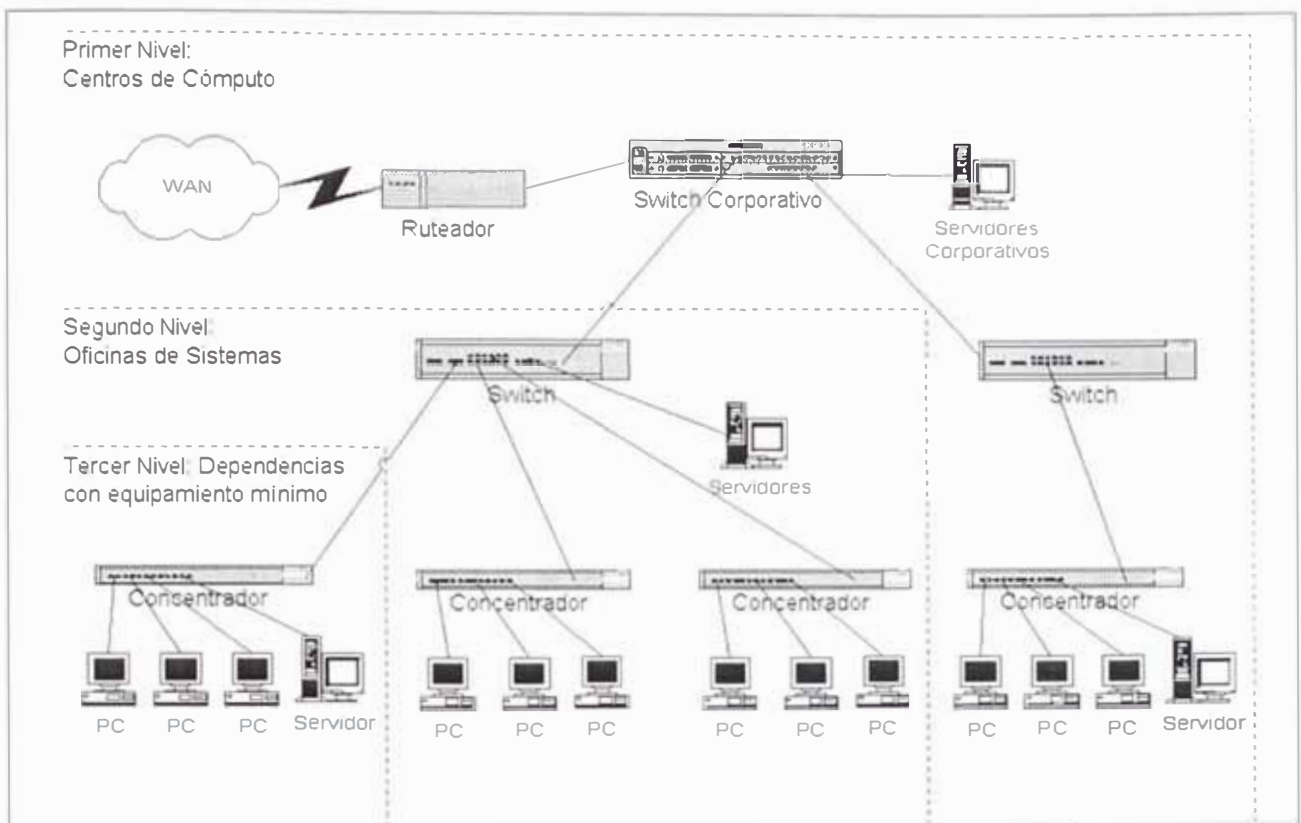 Primer Nivel:
Centros de Cómputo
WAN
Ruteador
Switch Corporativo
Servidores
Corporativos
Segundo Nivel:
Oficinas de Sistemas
Switch
Switch
Servidores
Tercer Nivel: Dependencias
con equipamiento mínimo
Concentrador
Concentrador
Concentrador
Concentrador
PC
PC
PC
Servidor
PC
PC
PC
PC
PC
PC
PC
PC
PC
Servidor